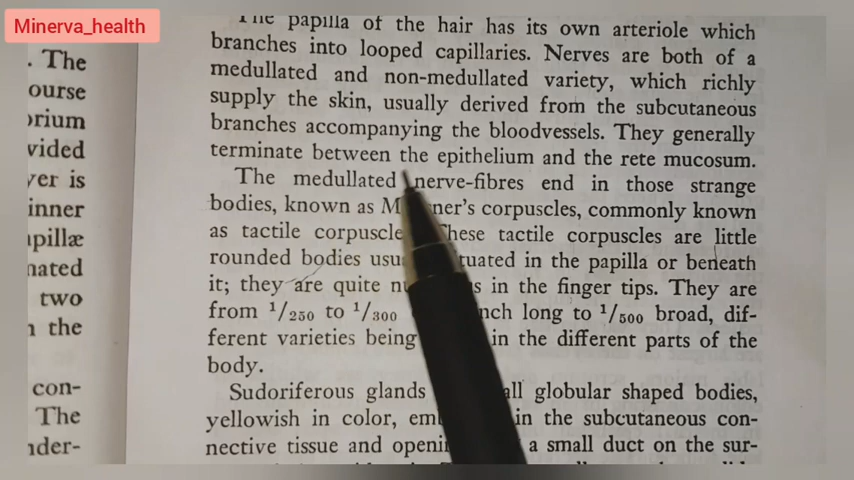 Minerva_health
. The
ourse
orium
vided
yer is
inner
apillæ
nated
two
n the
con-
The
nder-
The papilla of the hair has its own arteriole which
branches into looped capillaries. Nerves are both of a
medullated and non-medullated variety, which richly
supply the skin, usually derived from the subcutaneous
branches accompanying the bloodvessels. They generally
terminate between the epithelium and the rete mucosum.
The medullated nerve-fibres end in those strange
bodies, known as M ner's corpuscles, commonly known
as tactile corpuscle These tactile corpuscles are little
rounded bodies usu tuated in the papilla or beneath
it; they are quite nu s in the finger tips. They are
from 1/250 to 1/300 nch long to 1/500 broad, dif-
ferent varieties being in the different parts of the
body.
Sudoriferous glands all globular shaped bodies,
yellowish in color, em in the subcutaneous con-
nective tissue and openi a small duct on the sur-